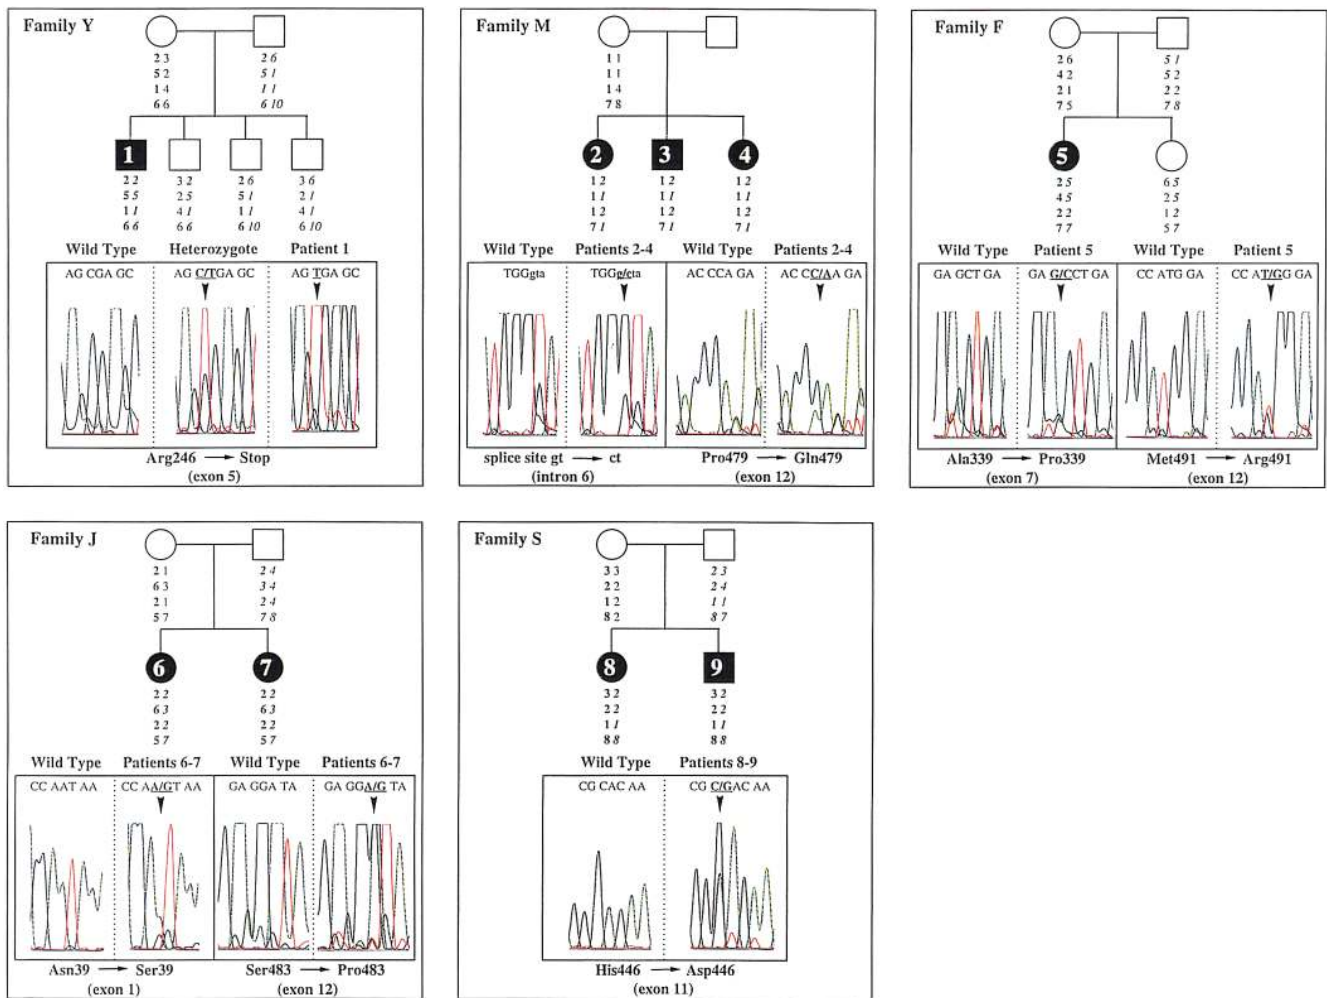 Family Y
2 3 2 6
5 2 5 1
1 4 1 1
6 6 6 10
1
2 2 3 2 2 6 3 6
5 5 2 5 5 1 2 1
1 1 4 1 1 1 4 1
6 6 6 6 6 10 6 10
Wild Type Heterozygote Patient 1
AG CGA GC AG C/TGA GC AG TGA GC
Arg246 → Stop
(exon 5)
Family M
1 1
1 1
1 4
7 8
2 3 4
1 2 1 2 1 2
1 1 1 1 1 1
1 2 1 2 1 2
7 1 7 1 7 1
Wild Type Patients 2-4 Wild Type Patients 2-4
TGGgta TGGg/cta AC CCA GA AC CC/AA GA
splice site gt → ct Pro479 → Gln479
(intron 6) (exon 12)
Family F
2 6 5 1
4 2 5 2
2 1 2 2
7 5 7 8
5
2 5 6 5
4 5 2 5
2 2 1 2
7 7 5 7
Wild Type Patient 5 Wild Type Patient 5
GA GCT GA GA G/CCT GA CC ATG GA CC AT/GG GA
Ala339 → Pro339 Met491 → Arg491
(exon 7) (exon 12)
Family J
2 1 2 4
6 3 3 4
2 1 2 4
5 7 7 8
6 7
2 2 2 2
6 3 6 3
2 2 2 2
5 7 5 7
Wild Type Patients 6-7 Wild Type Patients 6-7
CC AAT AA CC AA/GT AA GA GGA TA GA GGA/G TA
Asn39 → Ser39 Ser483 → Pro483
(exon 1) (exon 12)
Family S
3 3 2 3
2 2 2 4
1 2 1 1
8 2 8 7
8 9
3 2 3 2
2 2 2 2
1 1 1 1
8 8 8 8
Wild Type Patients 8-9
CG CAC AA CG C/GAC AA
His446 → Asp446
(exon 11)